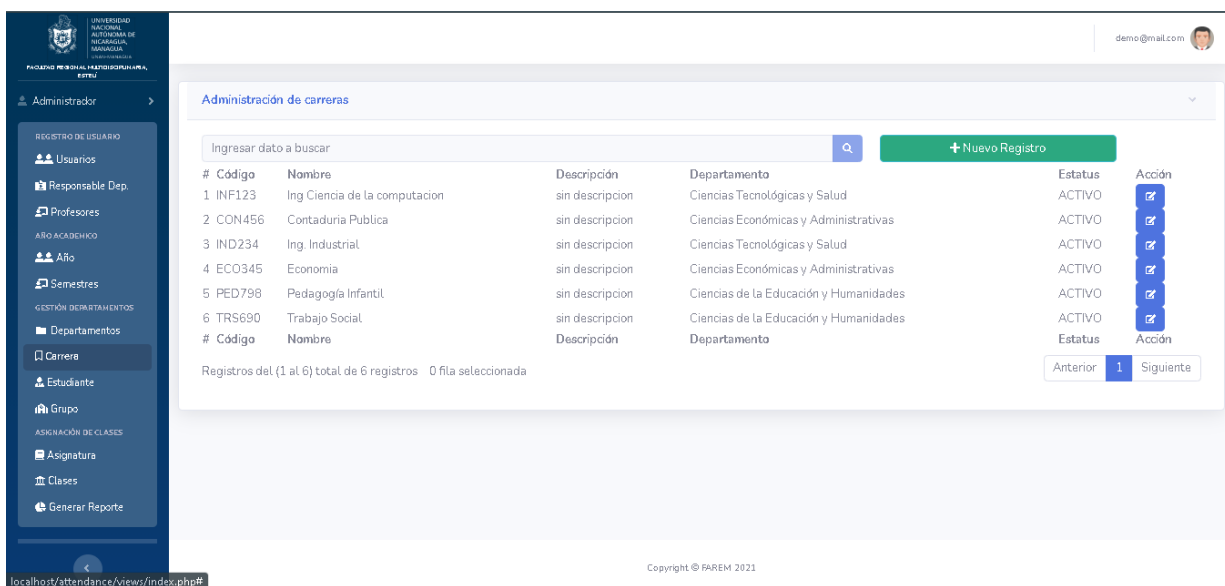 UNIVERSIDAD
NACIONAL
AUTÓNOMA DE
NICARAGUA,
MANAGUA
FACULTAD REGIONAL MULTIDISCIPLINARIA,
ESTELÍ
demo@mail.com
Administrador
Administración de carreras
REGISTRO DE USUARIO
Usuarios
Responsable Dep.
Profesores
AÑO ACADEMICO
Año
Semestres
GESTIÓN DEPARTAMENTOS
Departamentos
Carrera
Estudiante
Grupo
ASIGNACIÓN DE CLASES
Asignatura
Clases
Generar Reporte
Ingresar dato a buscar
+ Nuevo Registro
# Código Nombre Descripción Departamento Estatus Acción
1 INF123 Ing Ciencia de la computacion sin descripcion Ciencias Tecnológicas y Salud ACTIVO
2 CON456 Contaduria Publica sin descripcion Ciencias Económicas y Administrativas ACTIVO
3 IND234 Ing. Industrial sin descripcion Ciencias Tecnológicas y Salud ACTIVO
4 ECO345 Economia sin descripcion Ciencias Económicas y Administrativas ACTIVO
5 PED798 Pedagogía Infantil sin descripcion Ciencias de la Educación y Humanidades ACTIVO
6 TRS690 Trabajo Social sin descripcion Ciencias de la Educación y Humanidades ACTIVO
# Código Nombre Descripción Departamento Estatus Acción
Registros del (1 al 6) total de 6 registros 0 fila seleccionada
Anterior 1 Siguiente
Copyright © FAREM 2021
localhost/attendance/views/index.php#